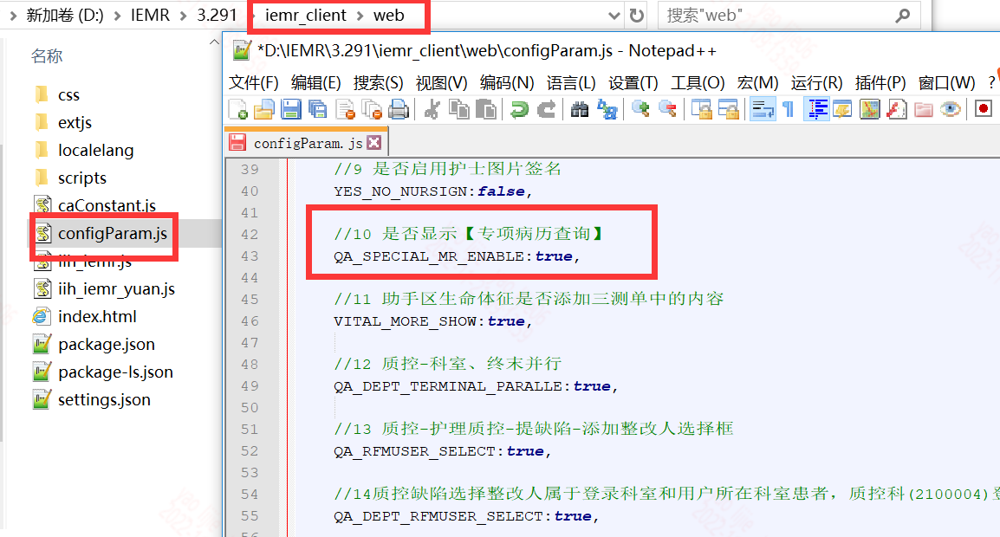 新加卷 (D:) › IEMR › 3.291 › iemr_client › web
搜索"web"
名称
css
extjs
localelang
scripts
caConstant.js
configParam.js
iih_iemr.js
iih_iemr_yuan.js
index.html
package.json
package-ls.json
settings.json
*D:\IEMR\3.291\iemr_client\web\configParam.js - Notepad++
文件(F) 编辑(E) 搜索(S) 视图(V) 编码(N) 语言(L) 设置(T) 工具(O) 宏(M) 运行(R) 插件(P) 窗口(W) ?
configParam.js
39 //9 是否启用护士图片签名
40 YES_NO_NURSIGN:false,
41
42 //10 是否显示【专项病历查询】
43 QA_SPECIAL_MR_ENABLE:true,
44
45 //11 助手区生命体征是否添加三测单中的内容
46 VITAL_MORE_SHOW:true,
47
48 //12 质控-科室、终末并行
49 QA_DEPT_TERMINAL_PARALLE:true,
50
51 //13 质控-护理质控-提缺陷-添加整改人选择框
52 QA_RFMUSER_SELECT:true,
53
54 //14质控缺陷选择整改人属于登录科室和用户所在科室患者，质控科(2100004)登
55 QA_DEPT_RFMUSER_SELECT:true,
56